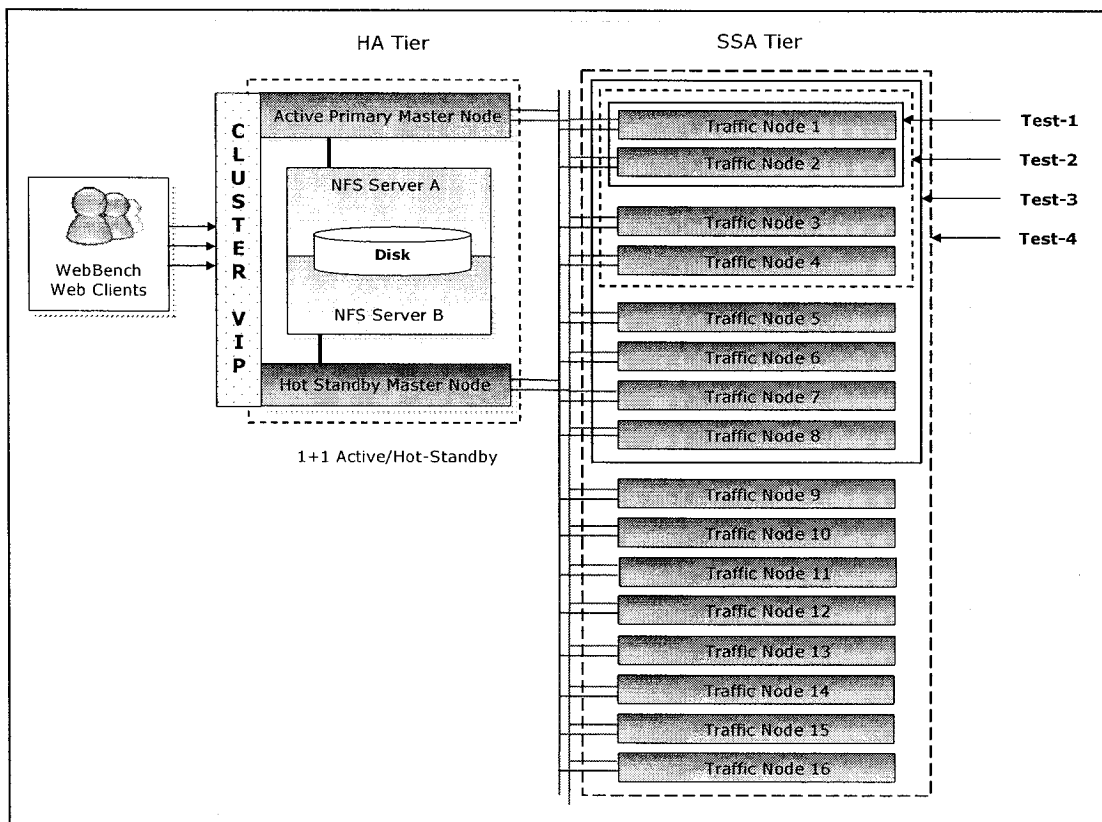 HA Tier
SSA Tier
CLUSTER VIP
Active Primary Master Node
NFS Server A
Disk
NFS Server B
Hot Standby Master Node
1+1 Active/Hot-Standby
WebBench
Web Clients
Traffic Node 1
Traffic Node 2
Traffic Node 3
Traffic Node 4
Traffic Node 5
Traffic Node 6
Traffic Node 7
Traffic Node 8
Traffic Node 9
Traffic Node 10
Traffic Node 11
Traffic Node 12
Traffic Node 13
Traffic Node 14
Traffic Node 15
Traffic Node 16
Test-1
Test-2
Test-3
Test-4